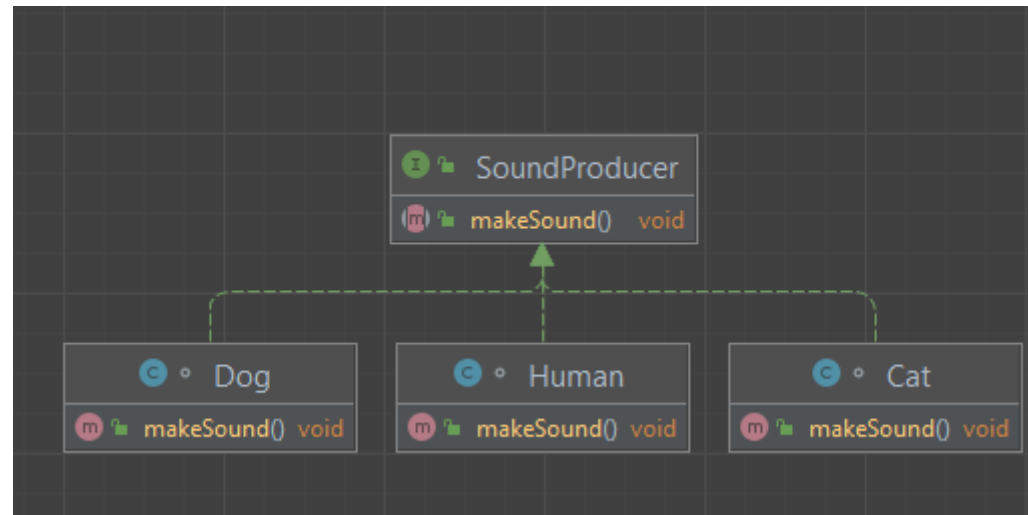 I SoundProducer
m makeSound() void
C Dog
m makeSound() void
C Human
m makeSound() void
C Cat
m makeSound() void